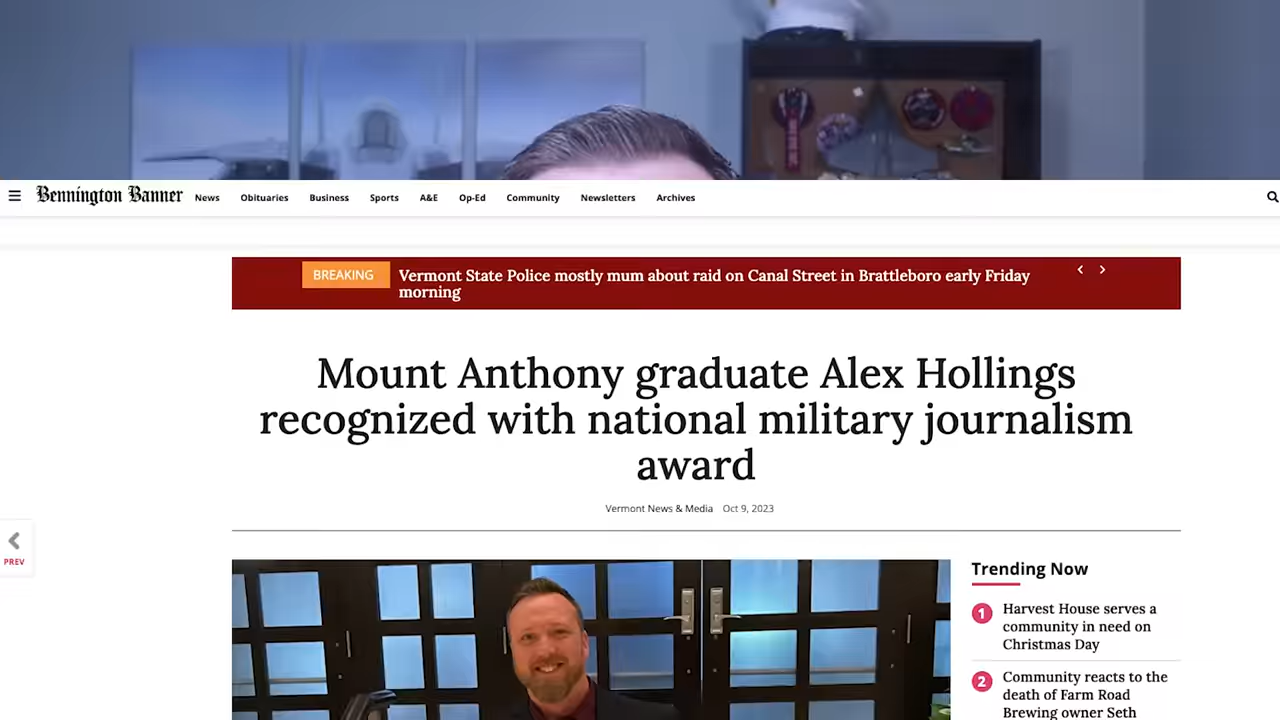 Bennington Banner News Obituaries Business Sports A&E Op-Ed Community Newsletters Archives
BREAKING Vermont State Police mostly mum about raid on Canal Street in Brattleboro early Friday
morning
Mount Anthony graduate Alex Hollings
recognized with national military journalism
award
Vermont News & Media Oct 9, 2023
PREV
Trending Now
1 Harvest House serves a
community in need on
Christmas Day
2 Community reacts to the
death of Farm Road
Brewing owner Seth